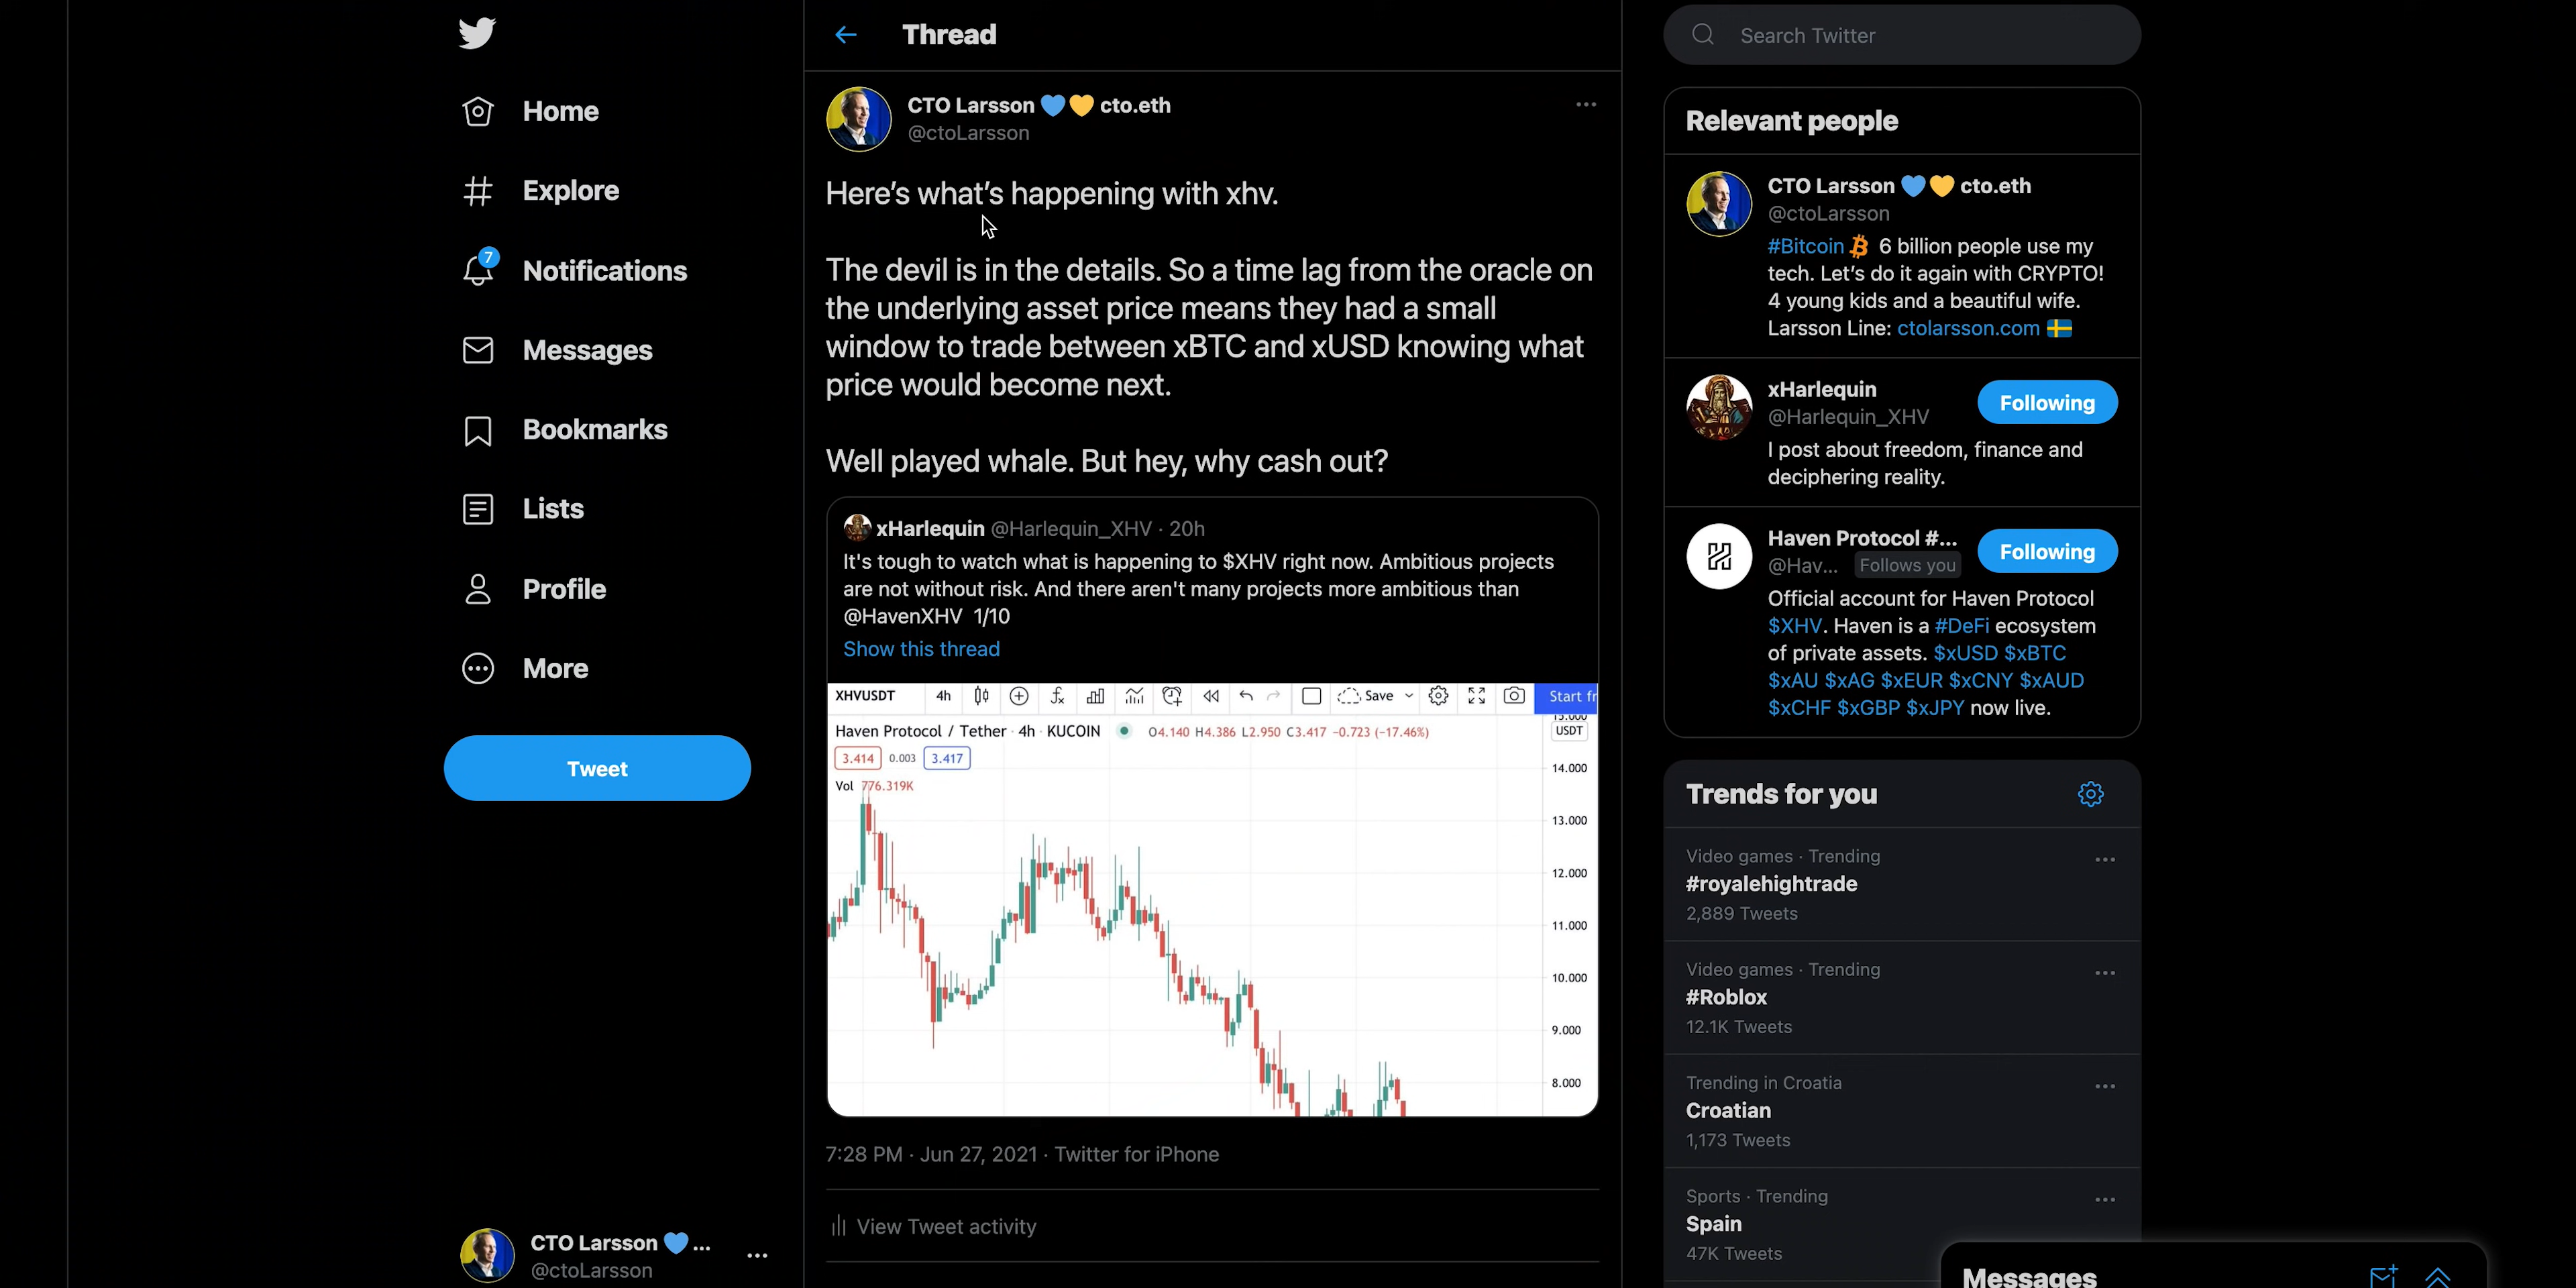 Home
Explore
7
Notifications
Messages
Bookmarks
Lists
Profile
More
Tweet
CTO Larsson 💙 ...
@ctoLarsson
Thread
CTO Larsson 💙💛 cto.eth
@ctoLarsson
Here’s what’s happening with xhv.
The devil is in the details. So a time lag from the oracle on
the underlying asset price means they had a small
window to trade between xBTC and xUSD knowing what
price would become next.
Well played whale. But hey, why cash out?
xHarlequin @Harlequin_XHV · 20h
It's tough to watch what is happening to $XHV right now. Ambitious projects
are not without risk. And there aren't many projects more ambitious than
@HavenXHV 1/10
Show this thread
XHVUSDT 4h Save Start fr
Haven Protocol / Tether · 4h · KUCOIN O4.140 H4.386 L2.950 C3.417 −0.723 (−17.46%)
3.414 0.003 3.417
Vol 776.319K
15.000
USDT
14.000
13.000
12.000
11.000
10.000
9.000
8.000
7:28 PM · Jun 27, 2021 · Twitter for iPhone
View Tweet activity
Search Twitter
Relevant people
CTO Larsson 💙💛 cto.eth
@ctoLarsson
#Bitcoin 6 billion people use my
tech. Let’s do it again with CRYPTO!
4 young kids and a beautiful wife.
Larsson Line: ctolarsson.com 🇸🇪
xHarlequin
@Harlequin_XHV
Following
I post about freedom, finance and
deciphering reality.
Haven Protocol #...
@Hav... Follows you
Following
Official account for Haven Protocol
$XHV. Haven is a #DeFi ecosystem
of private assets. $xUSD $xBTC
$xAU $xAG $xEUR $xCNY $xAUD
$xCHF $xGBP $xJPY now live.
Trends for you
Video games · Trending
#royalehightrade
2,889 Tweets
Video games · Trending
#Roblox
12.1K Tweets
Trending in Croatia
Croatian
1,173 Tweets
Sports · Trending
Spain
47K Tweets
Messages